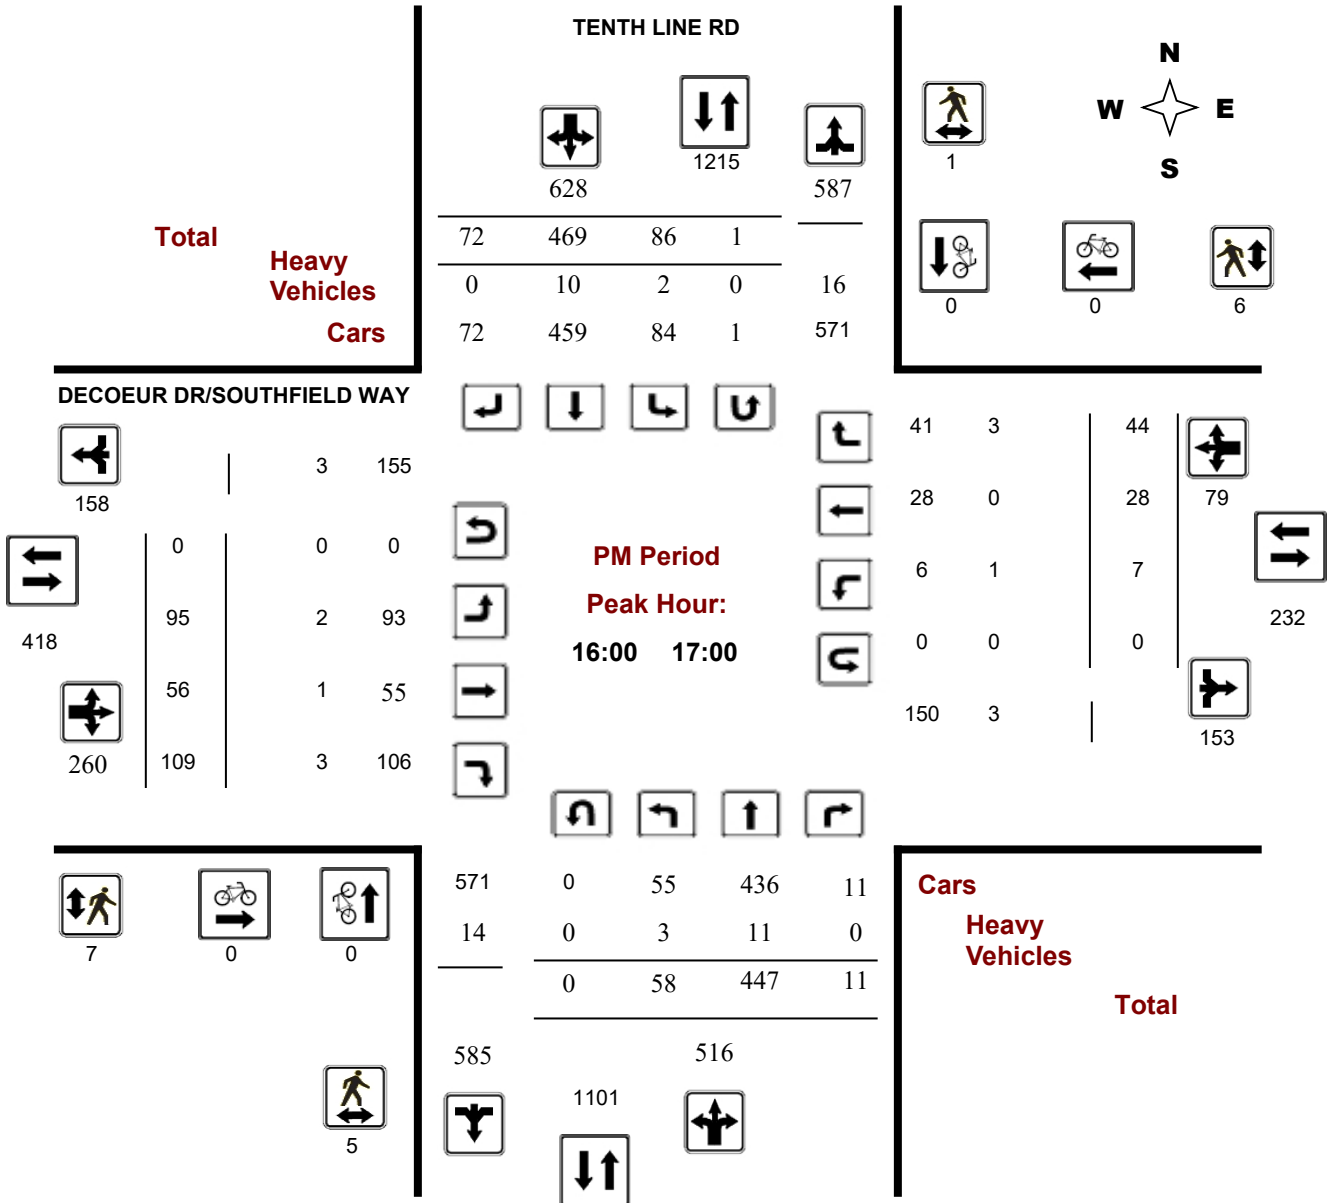 TENTH LINE RD
N
W E
S
1215
1
628
587
Total
72 469 86 1
Heavy
Vehicles
0 10 2 0 16
0 0 6
Cars
72 459 84 1 571
DECOEUR DR/SOUTHFIELD WAY
41 3 44
3 155
158
28 0 28 79
0 0 0
PM Period
6 1 7
95 2 93
Peak Hour:
232
418
16:00 17:00
0 0 0
56 1 55
150 3
153
260 109 3 106
571 0 55 436 11
Cars
14 0 3 11 0
Heavy
Vehicles
7 0 0
0 58 447 11
Total
585 516
1101
5